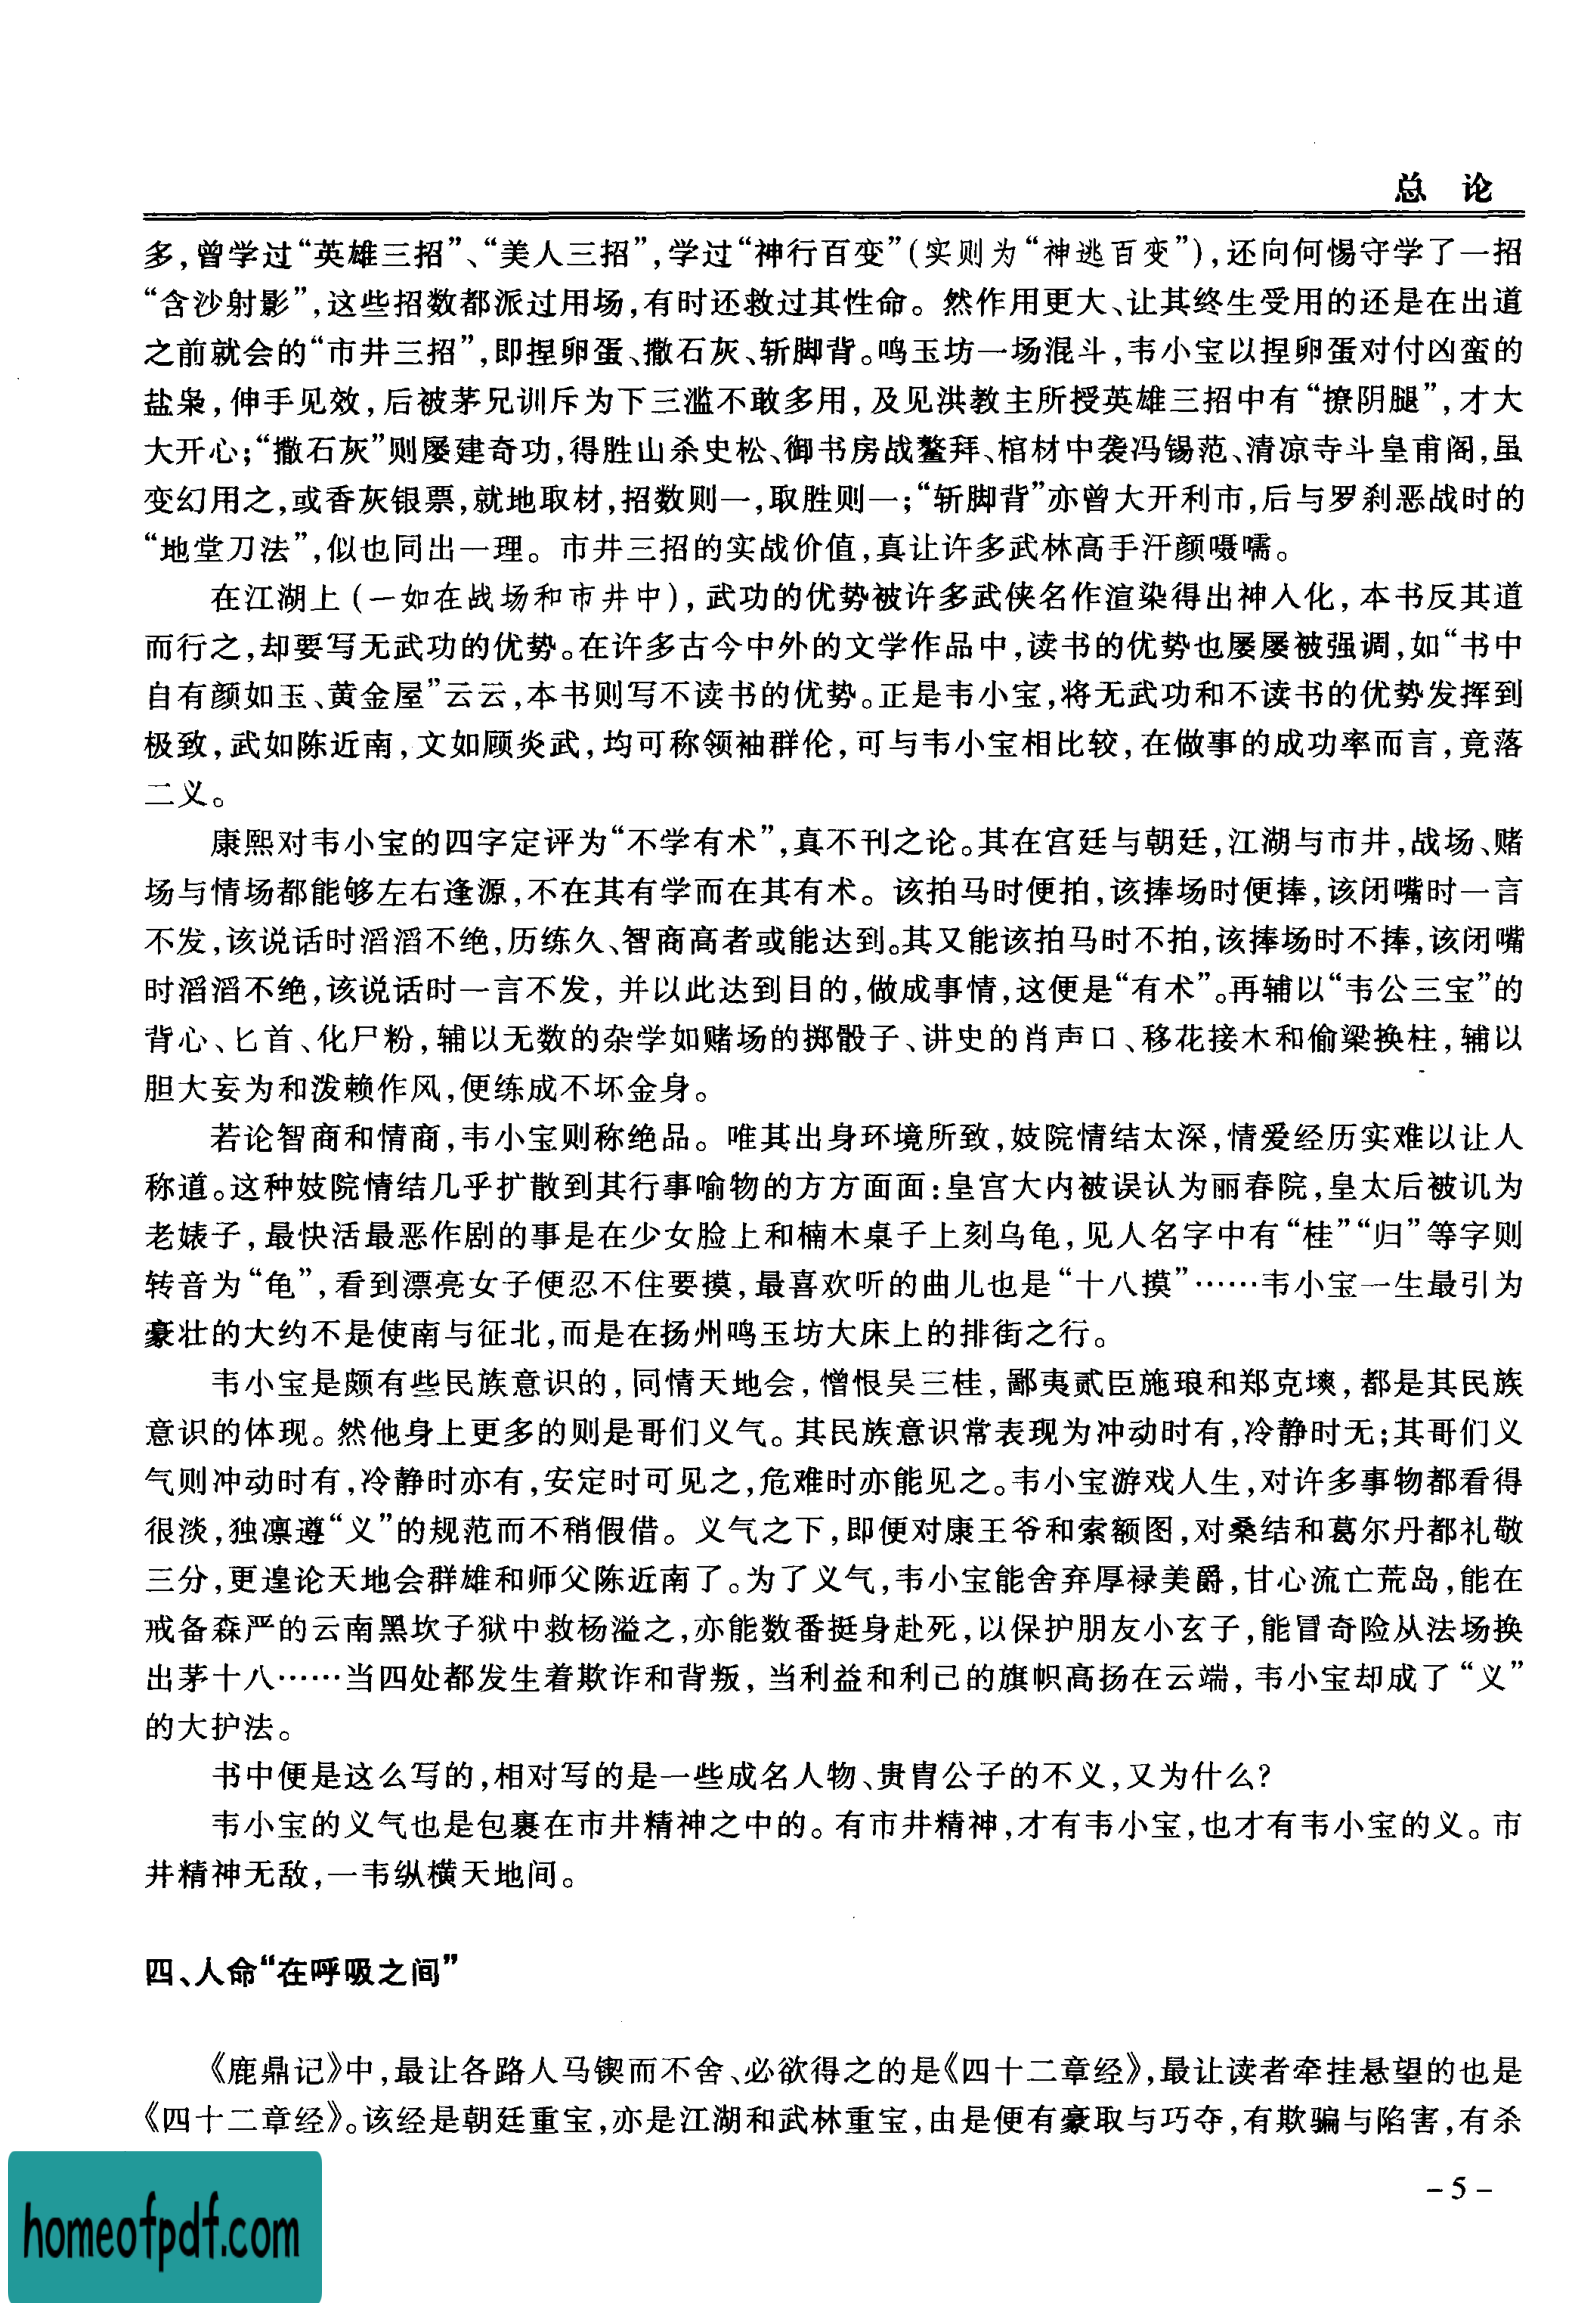 总 论
多,曾学过“英雄三招”、“美人三招”,学过“神行百变”(实则为“神逃百变”),还向何惕守学了一招
“含沙射影”,这些招数都派过用场,有时还救过其性命。然作用更大、让其终生受用的还是在出道
之前就会的“市井三招”,即捏卵蛋、撒石灰、斩脚背。鸣玉坊一场混斗,韦小宝以捏卵蛋对付凶蛮的
盐枭,伸手见效,后被茅兄训斥为下三滥不敢多用,及见洪教主所授英雄三招中有“撩阴腿”,才大
大开心;“撒石灰”则屡建奇功,得胜山杀史松、御书房战鳌拜、棺材中袭冯锡范、清凉寺斗皇甫阁,虽
变幻用之,或香灰银票,就地取材,招数则一,取胜则一;“斩脚背”亦曾大开利市,后与罗刹恶战时的
“地堂刀法”,似也同出一理。市井三招的实战价值,真让许多武林高手汗颜嗫嚅。
在江湖上(一如在战场和市井中),武功的优势被许多武侠名作渲染得出神入化,本书反其道
而行之,却要写无武功的优势。在许多古今中外的文学作品中,读书的优势也屡屡被强调,如“书中
自有颜如玉、黄金屋”云云,本书则写不读书的优势。正是韦小宝,将无武功和不读书的优势发挥到
极致,武如陈近南,文如顾炎武,均可称领袖群伦,可与韦小宝相比较,在做事的成功率而言,竟落
二义。
康熙对韦小宝的四字定评为“不学有术”,真不刊之论。其在宫廷与朝廷,江湖与市井,战场、赌
场与情场都能够左右逢源,不在其有学而在其有术。该拍马时便拍,该捧场时便捧,该闭嘴时一言
不发,该说话时滔滔不绝,历练久、智商高者或能达到。其又能该拍马时不拍,该捧场时不捧,该闭嘴
时滔滔不绝,该说话时一言不发,并以此达到目的,做成事情,这便是“有术”。再辅以“韦公三宝”的
背心、匕首、化尸粉,辅以无数的杂学如赌场的掷骰子、讲史的肖声口、移花接木和偷梁换柱,辅以
胆大妄为和泼赖作风,便练成不坏金身。
若论智商和情商,韦小宝则称绝品。唯其出身环境所致,妓院情结太深,情爱经历实难以让人
称道。这种妓院情结几乎扩散到其行事喻物的方方面面:皇宫大内被误认为丽春院,皇太后被讥为
老婊子,最快活最恶作剧的事是在少女脸上和楠木桌子上刻乌龟,见人名字中有“桂”“归”等字则
转音为“龟”,看到漂亮女子便忍不住要摸,最喜欢听的曲儿也是“十八摸”……韦小宝一生最引为
豪壮的大约不是使南与征北,而是在扬州鸣玉坊大床上的排街之行。
韦小宝是颇有些民族意识的,同情天地会,憎恨吴三桂,鄙夷贰臣施琅和郑克塽,都是其民族
意识的体现。然他身上更多的则是哥们义气。其民族意识常表现为冲动时有,冷静时无;其哥们义
气则冲动时有,冷静时亦有,安定时可见之,危难时亦能见之。韦小宝游戏人生,对许多事物都看得
很淡,独凛遵“义”的规范而不稍假借。义气之下,即便对康王爷和索额图,对桑结和葛尔丹都礼敬
三分,更遑论天地会群雄和师父陈近南了。为了义气,韦小宝能舍弃厚禄美爵,甘心流亡荒岛,能在
戒备森严的云南黑坎子狱中救杨溢之,亦能数番挺身赴死,以保护朋友小玄子,能冒奇险从法场换
出茅十八……当四处都发生着欺诈和背叛,当利益和利己的旗帜高扬在云端,韦小宝却成了“义”
的大护法。
书中便是这么写的,相对写的是一些成名人物、贵胄公子的不义,又为什么?
韦小宝的义气也是包裹在市井精神之中的。有市井精神,才有韦小宝,也才有韦小宝的义。市
井精神无敌,一韦纵横天地间。
四、人命“在呼吸之间”
《鹿鼎记》中,最让各路人马锲而不舍、必欲得之的是《四十二章经》,最让读者牵挂悬望的也是
《四十二章经》。该经是朝廷重宝,亦是江湖和武林重宝,由是便有豪取与巧夺,有欺骗与陷害,有杀
- 5 -
homeofpdf.com